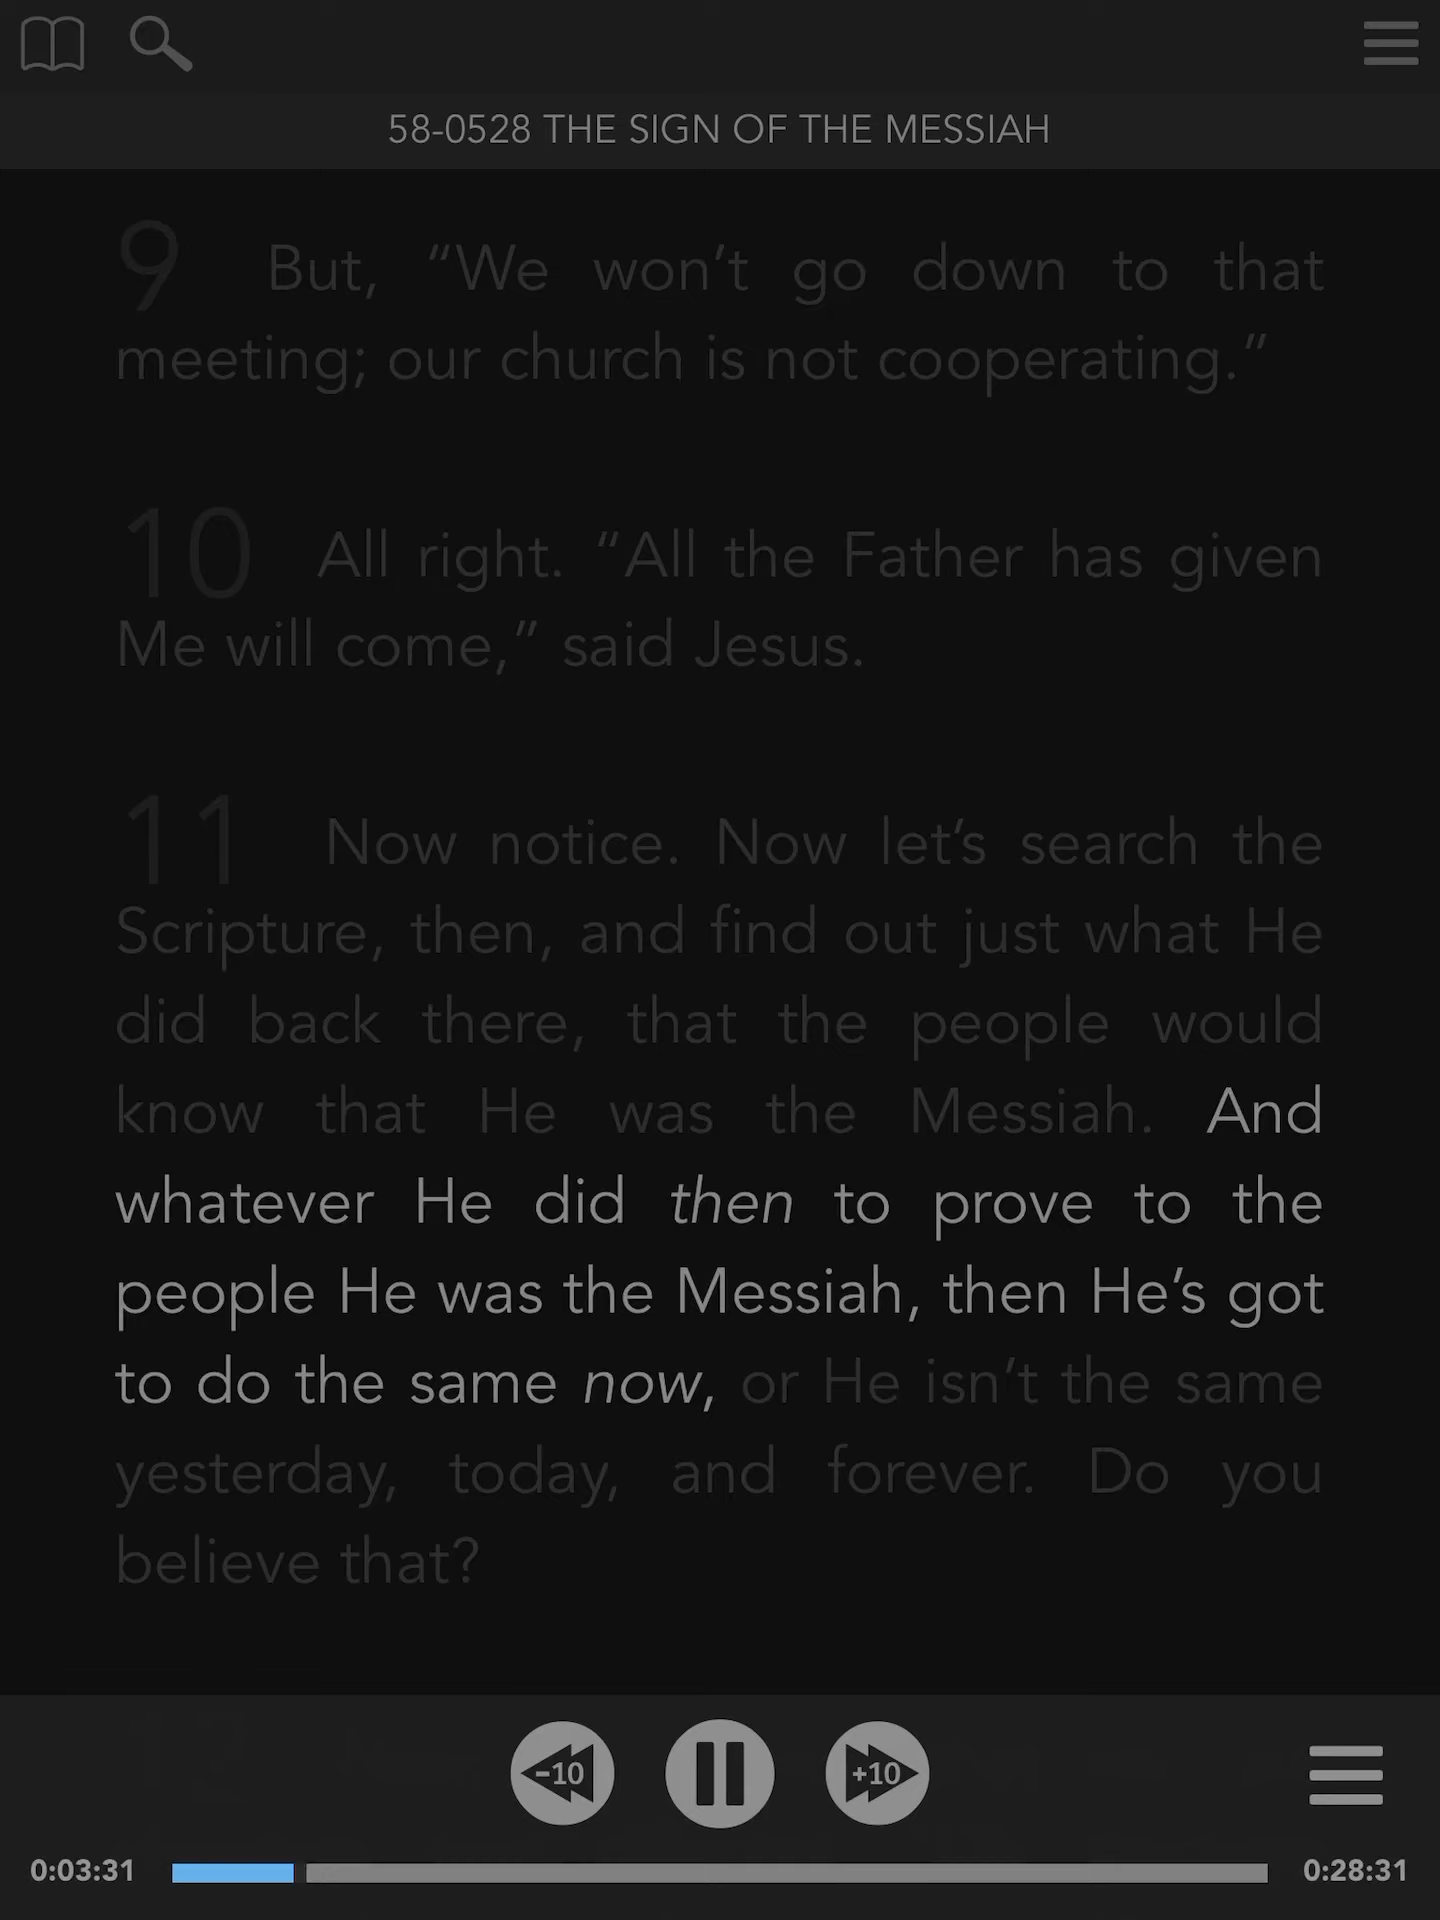 58-0528 THE SIGN OF THE MESSIAH
9 But, “We won’t go down to that
meeting; our church is not cooperating.”
10 All right. “All the Father has given
Me will come,” said Jesus.
11 Now notice. Now let’s search the
Scripture, then, and find out just what He
did back there, that the people would
know that He was the Messiah. And
whatever He did then to prove to the
people He was the Messiah, then He’s got
to do the same now, or He isn’t the same
yesterday, today, and forever. Do you
believe that?
-10 +10
0:03:31 0:28:31